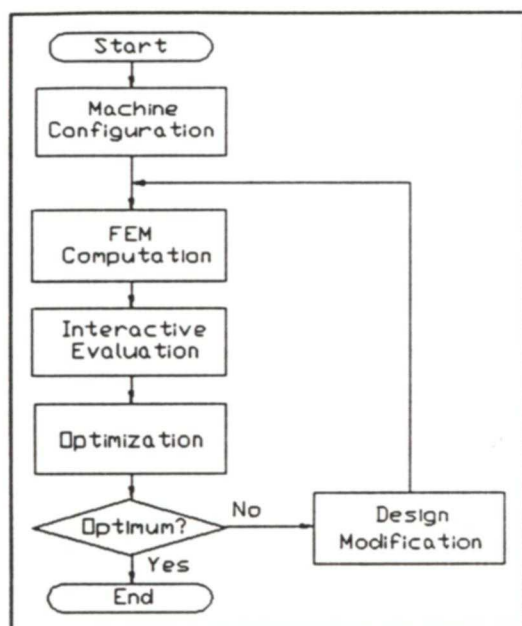 Start
Machine
Configuration
FEM
Computation
Interactive
Evaluation
Optimization
Optimum?
No
Design
Modification
Yes
End